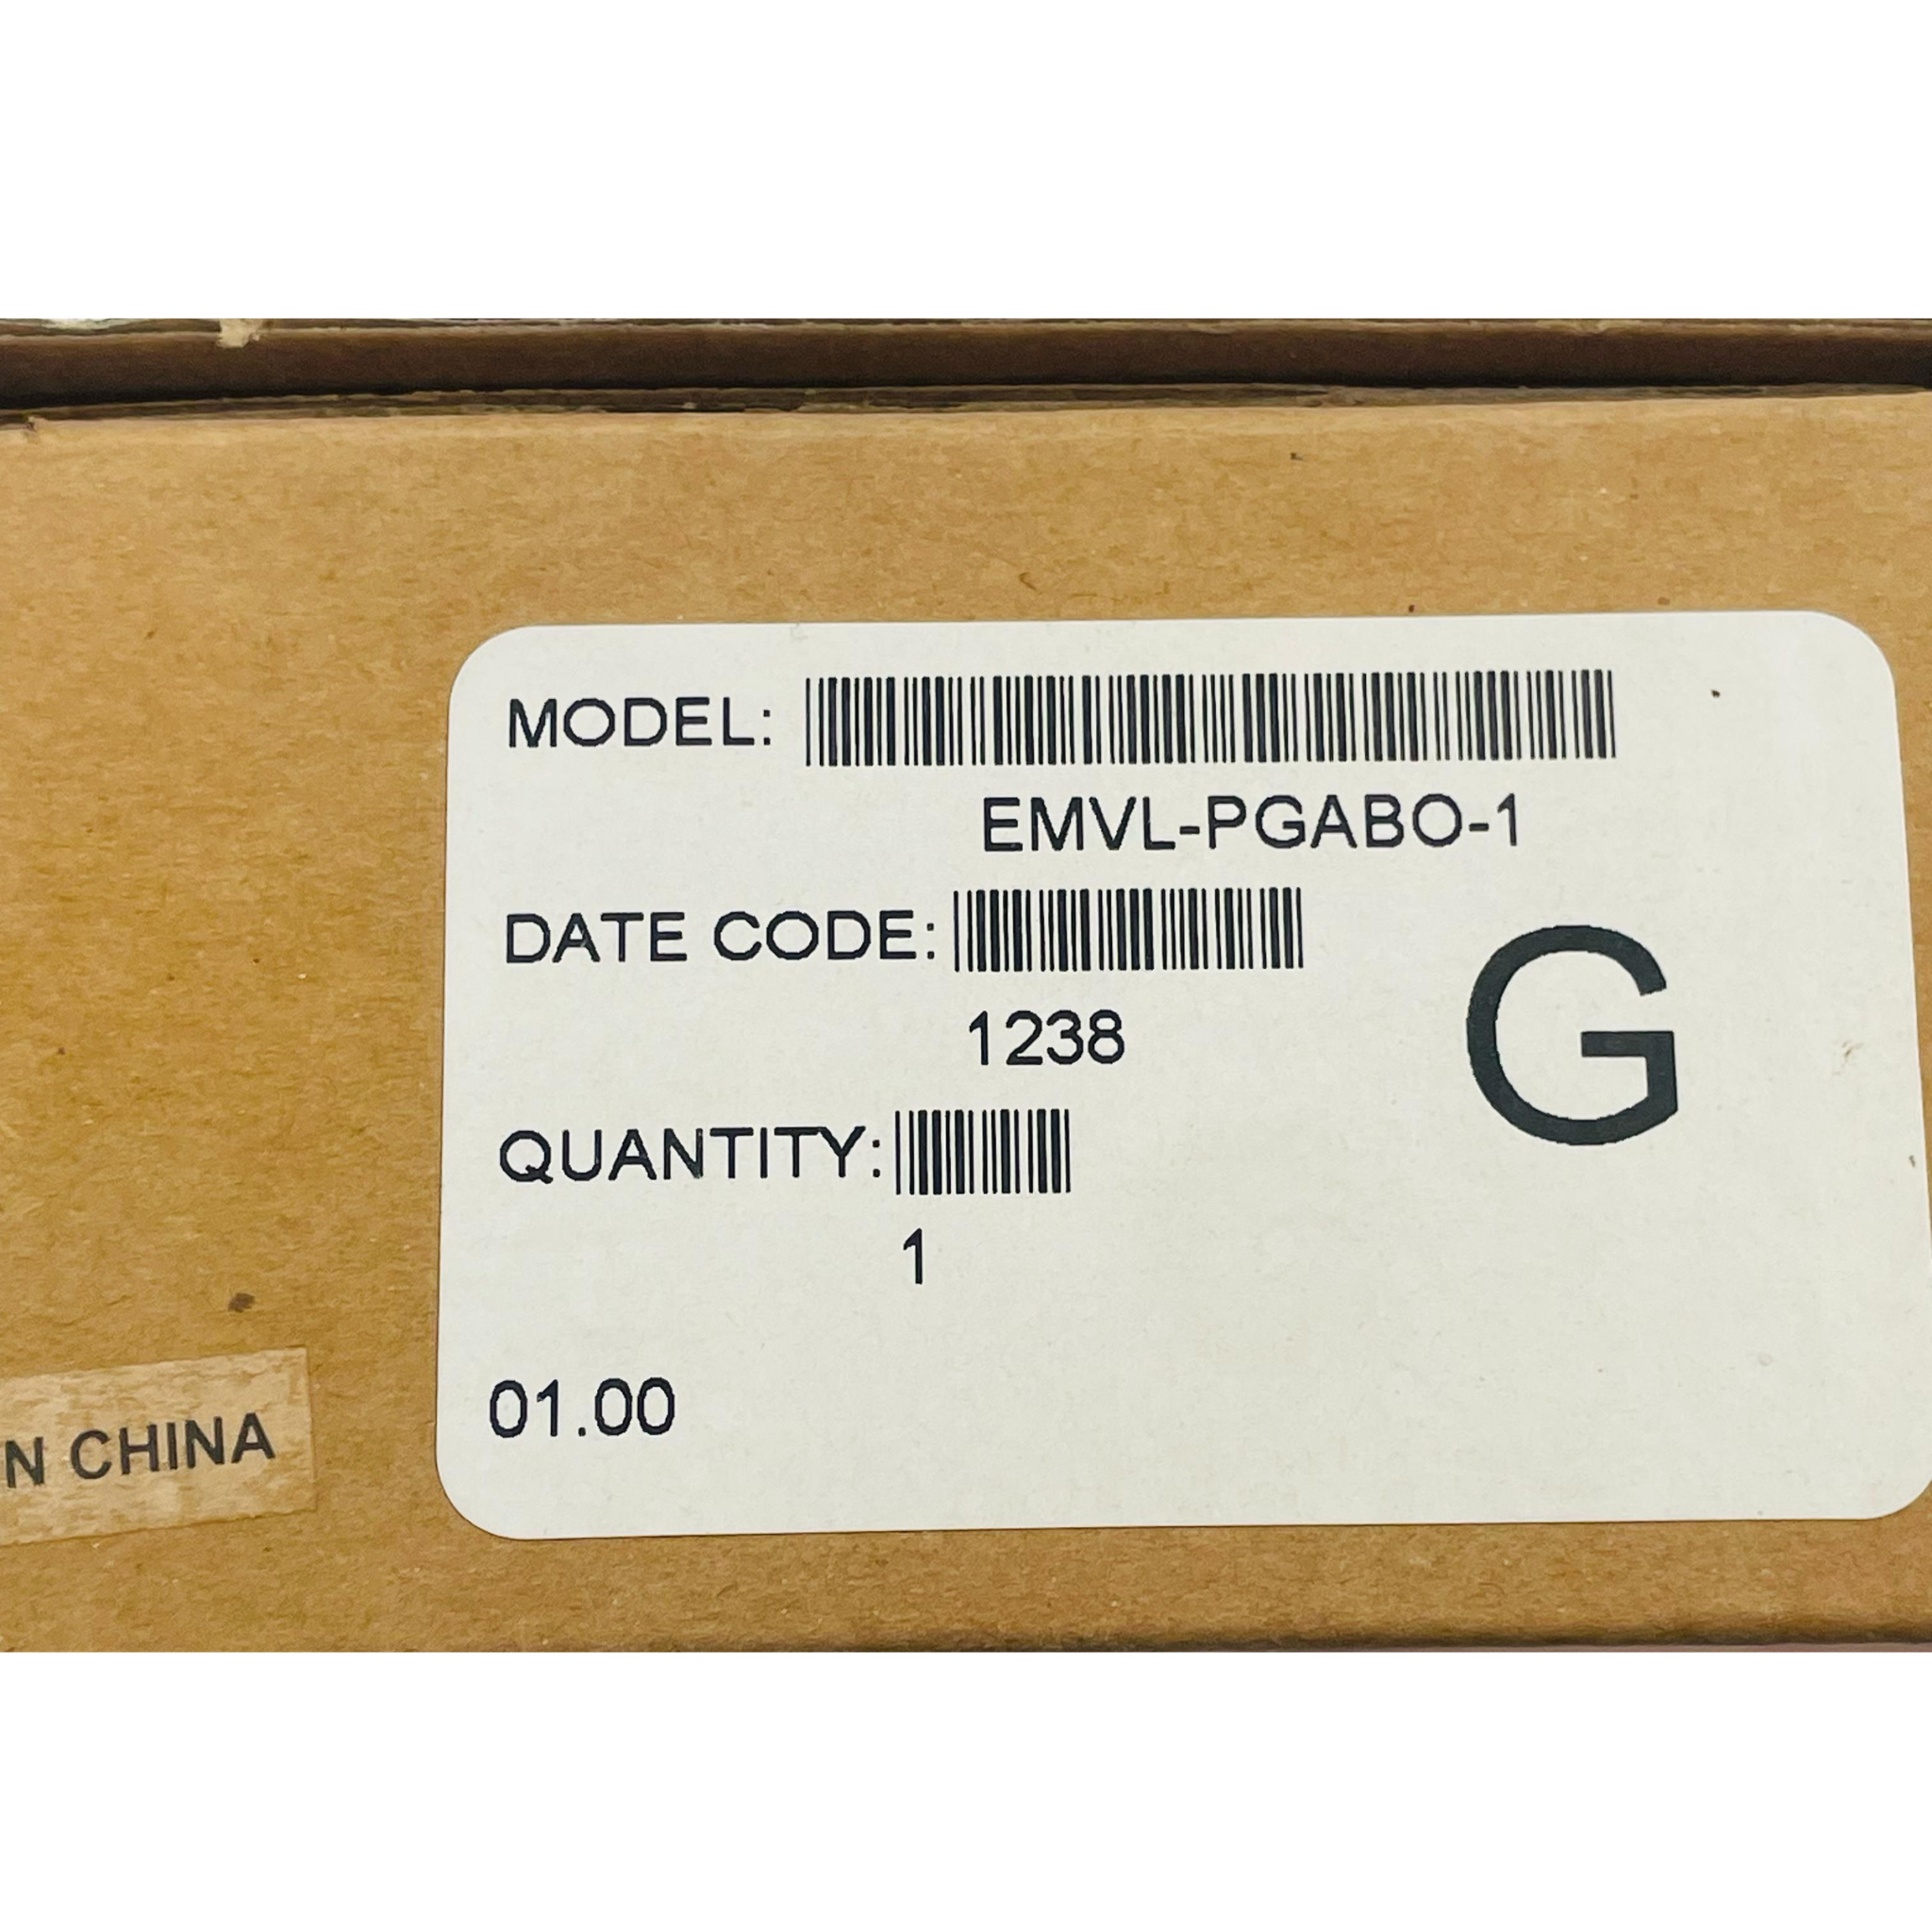 MODEL:
EMVL-PGABO-1
DATE CODE:
1238
G
QUANTITY:
1
01.00
N CHINA